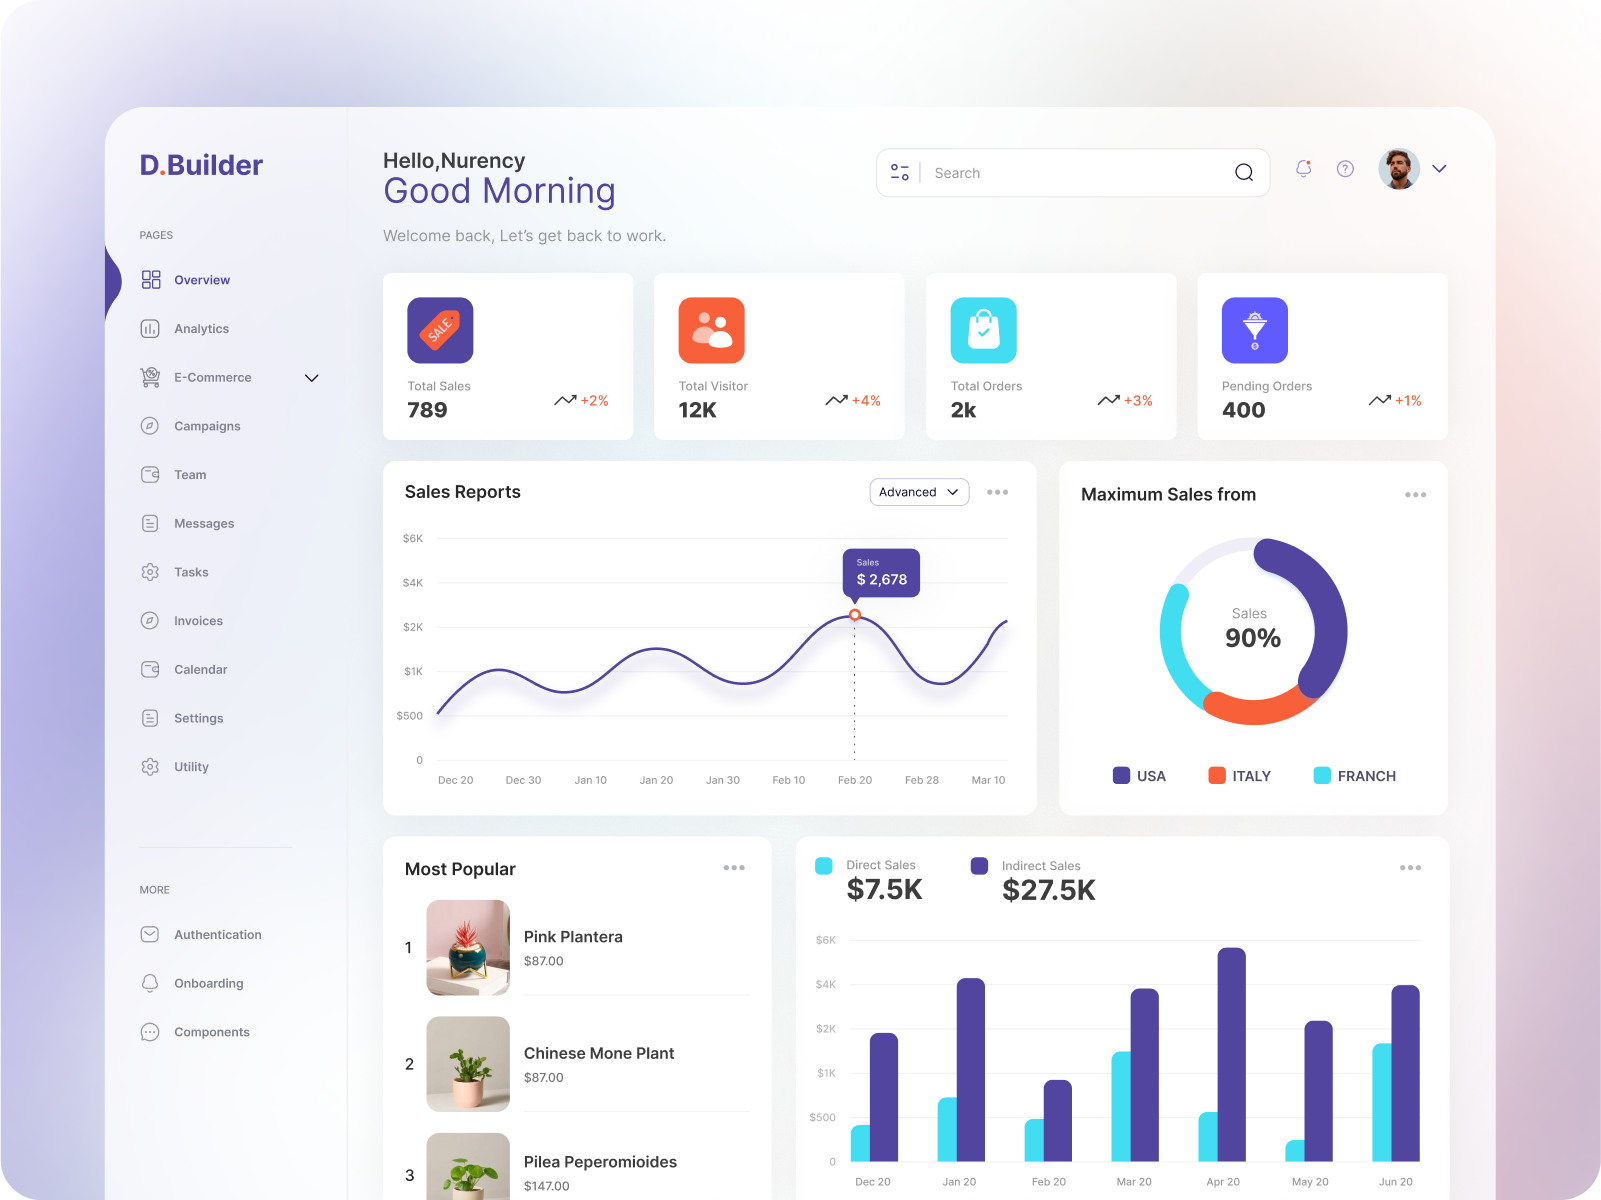 D.Builder
PAGES
Overview
Analytics
E-Commerce
Campaigns
Team
Messages
Tasks
Invoices
Calendar
Settings
Utility
MORE
Authentication
Onboarding
Components
Hello,Nurency
Good Morning
Welcome back, Let’s get back to work.
Search
?
SALE
Total Sales
789
+2%
Total Visitor
12K
+4%
Total Orders
2k
+3%
$
Pending Orders
400
+1%
Sales Reports
Advanced
$6K
$4K
$2K
$1K
$500
0
Sales
$ 2,678
Dec 20 Dec 30 Jan 10 Jan 20 Jan 30 Feb 10 Feb 20 Feb 28 Mar 10
Maximum Sales from
Sales
90%
USA ITALY FRANCH
Most Popular
1
Pink Plantera
$87.00
2
Chinese Mone Plant
$87.00
3
Pilea Peperomioides
$147.00
Direct Sales
$7.5K
Indirect Sales
$27.5K
$6K
$4K
$2K
$1K
$500
0
Dec 20 Jan 20 Feb 20 Mar 20 Apr 20 May 20 Jun 20